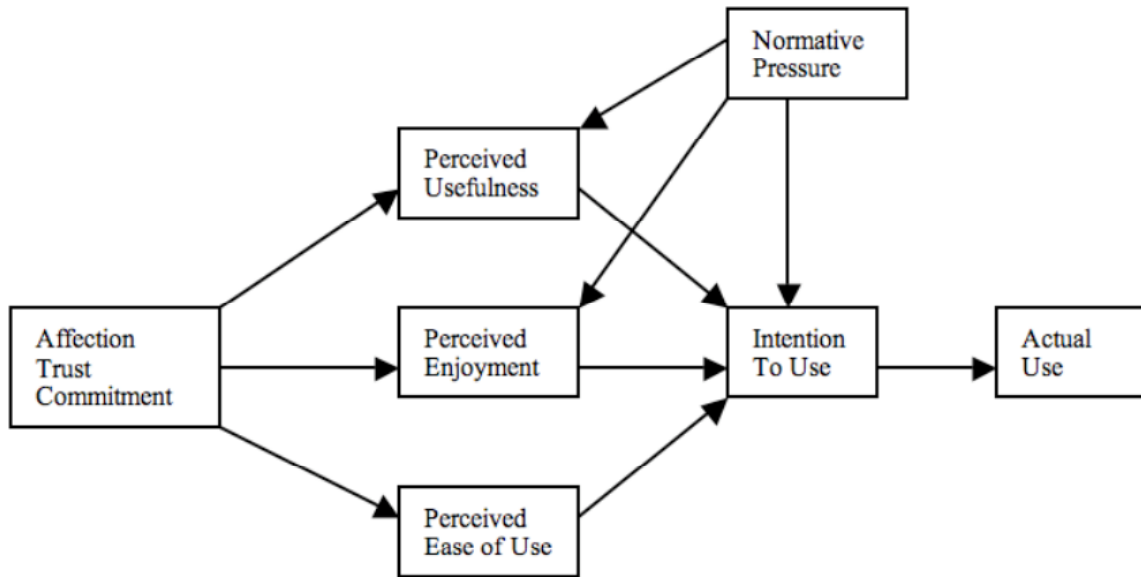 Normative
Pressure
Perceived
Usefulness
Affection
Trust
Commitment
Perceived
Enjoyment
Intention
To Use
Actual
Use
Perceived
Ease of Use